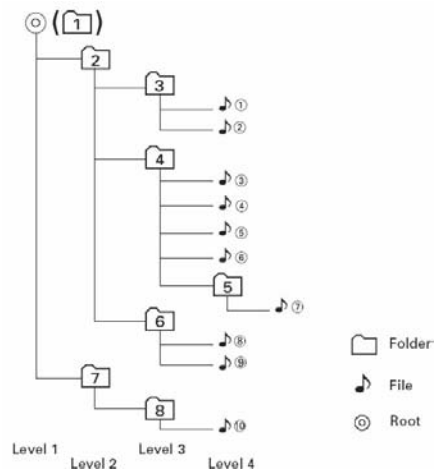 (1)
2
3
①
②
4
③
④
⑤
⑥
5
⑦
6
⑧
⑨
7
8
⑩
Folder
File
Root
Level 1
Level 2
Level 3
Level 4